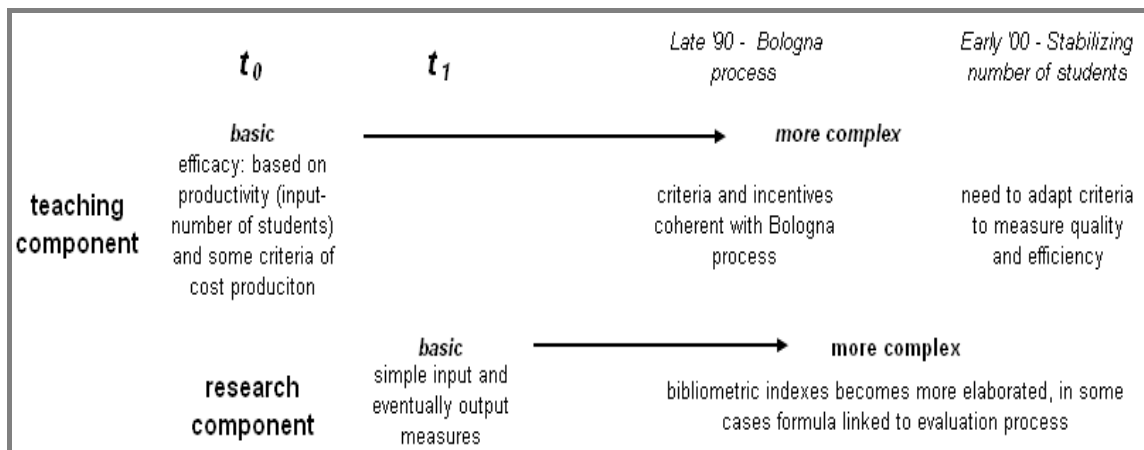 t0
t1
Late '90 - Bologna
process
Early '00 - Stabilizing
number of students
teaching
component
basic
efficacy: based on
productivity (input-
number of students)
and some criteria of
cost produciton
more complex
criteria and incentives
coherent with Bologna
process
need to adapt criteria
to measure quality
and efficiency
research
component
basic
simple input and
eventually output
measures
more complex
bibliometric indexes becomes more elaborated, in some
cases formula linked to evaluation process